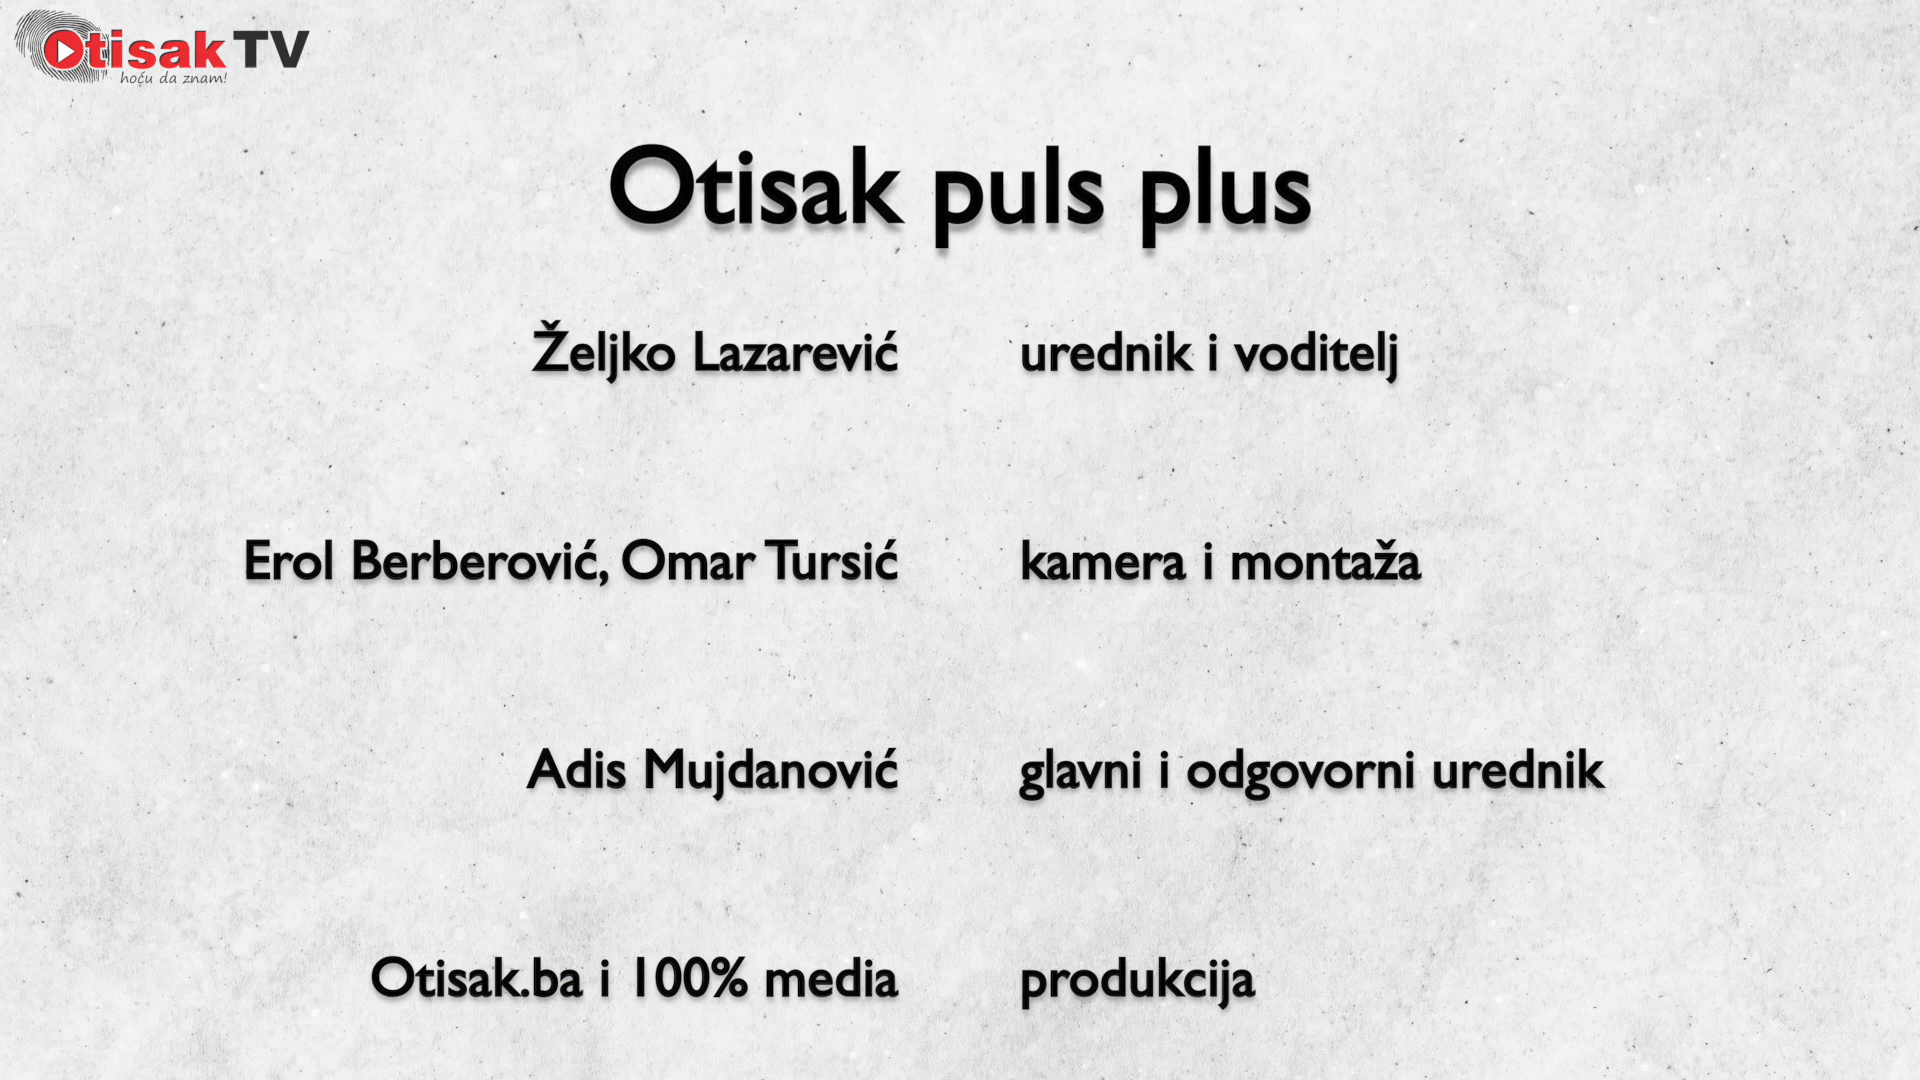 Otisak TV
hoću da znam!
Otisak puls plus
Željko Lazarević urednik i voditelj
Erol Berberović, Omar Tursić kamera i montaža
Adis Mujdanović glavni i odgovorni urednik
Otisak.ba i 100% media produkcija